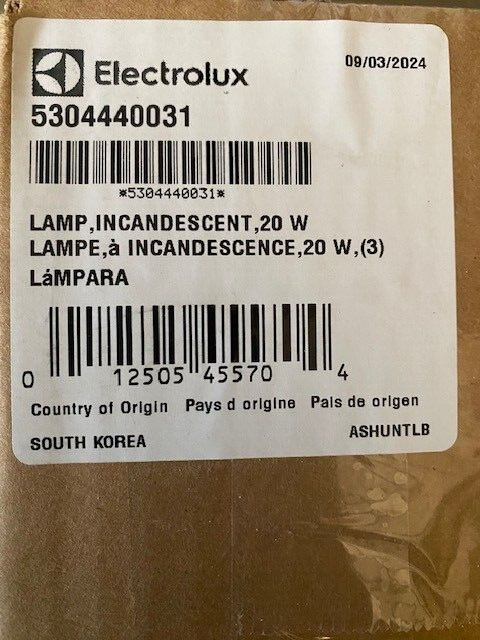 Electrolux
09/03/2024
5304440031
*5304440031*
LAMP,INCANDESCENT,20 W
LAMPE,à INCANDESCENCE,20 W,(3)
LáMPARA
0 12505 45570 4
Country of Origin Pays d origine Pais de origen
SOUTH KOREA ASHUNTLB